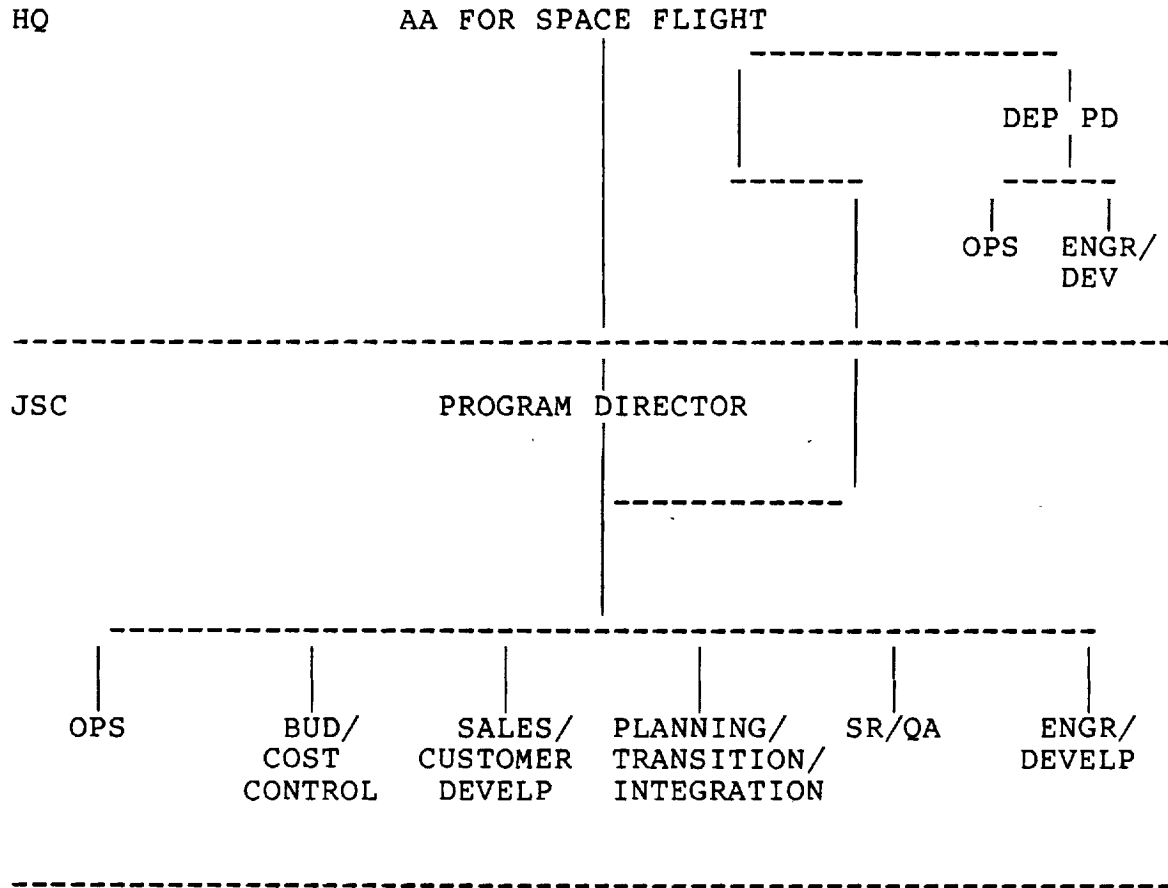 HQ AA FOR SPACE FLIGHT
DEP PD
OPS ENGR/
DEV
JSC PROGRAM DIRECTOR
OPS BUD/ SALES/ PLANNING/ SR/QA ENGR/
COST CUSTOMER TRANSITION/ DEVELP
CONTROL DEVELP INTEGRATION